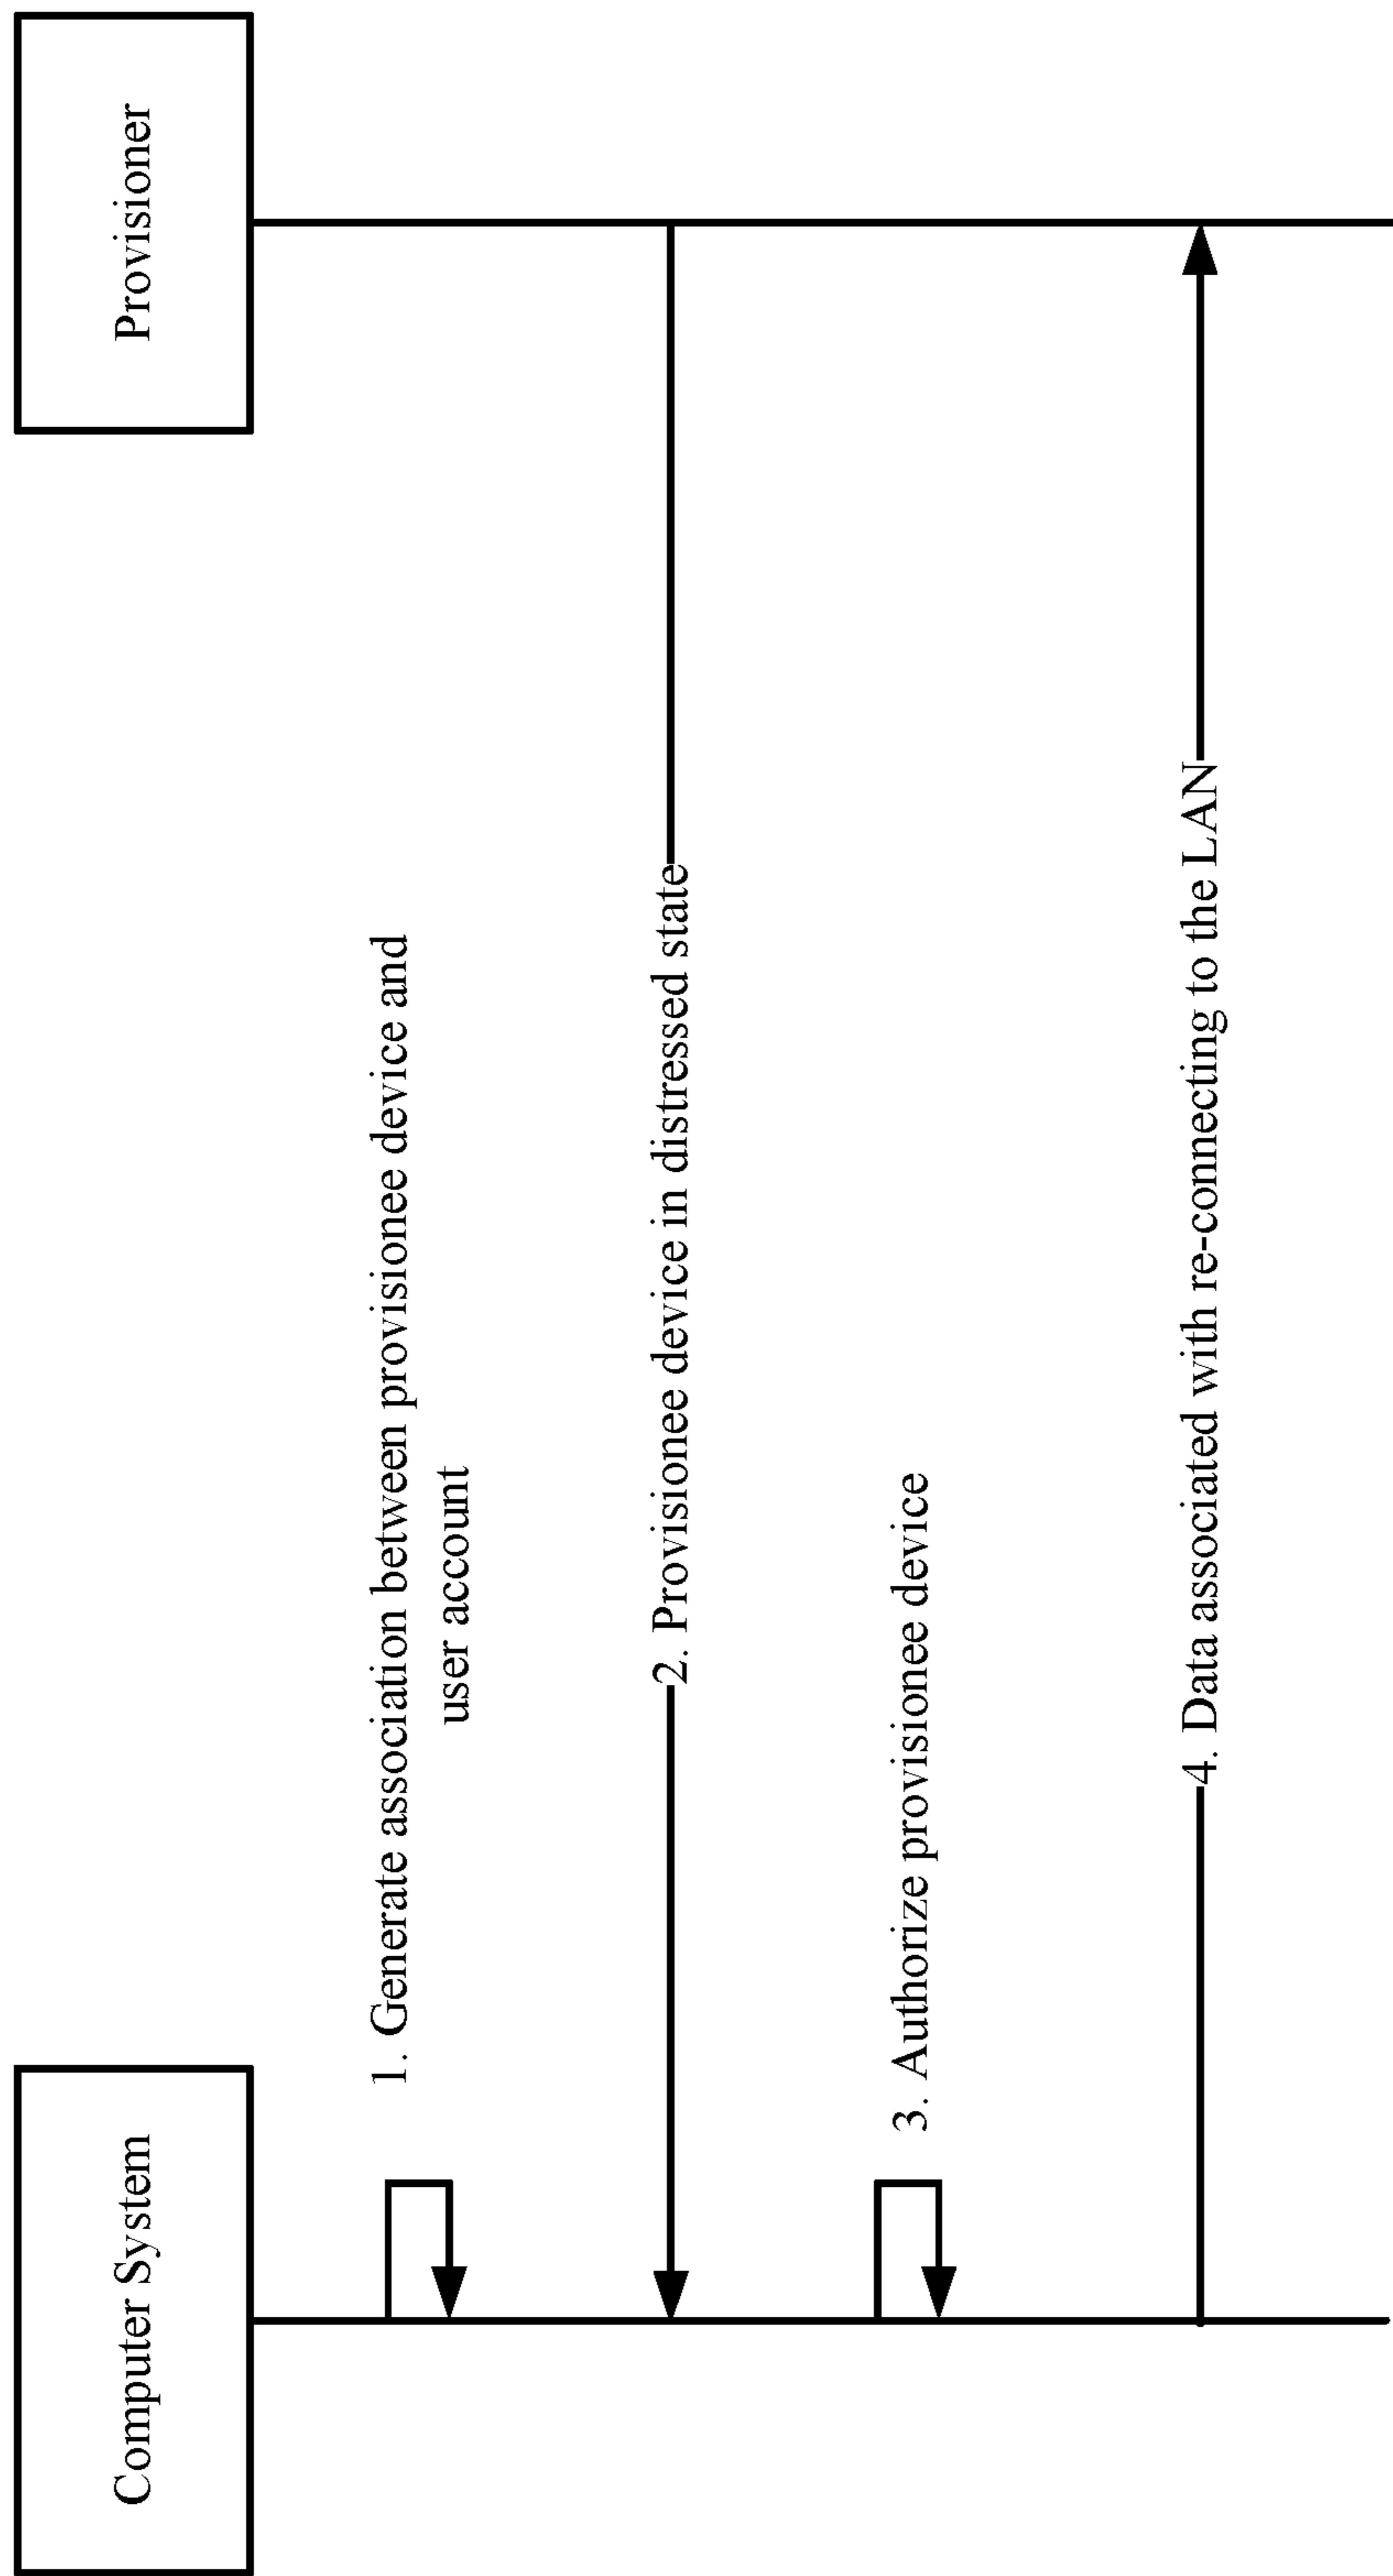 Computer System
Provisioner
1. Generate association between provisionee device and
user account
2. Provisionee device in distressed state
3. Authorize provisionee device
4. Data associated with re-connecting to the LAN